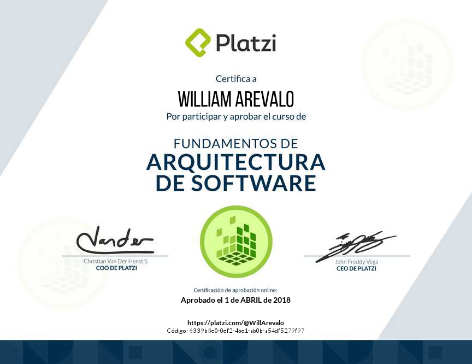 Platzi
Certifica a
WILLIAM AREVALO
Por participar y aprobar el curso de
FUNDAMENTOS DE
ARQUITECTURA
DE SOFTWARE
Christian Van Der Henst S
COO DE PLATZI
John Freddy Vega
CEO DE PLATZI
Certificación de aprobación online:
Aprobado el 1 de ABRIL de 2018
https://platzi.com/@WillArevalo
Código: